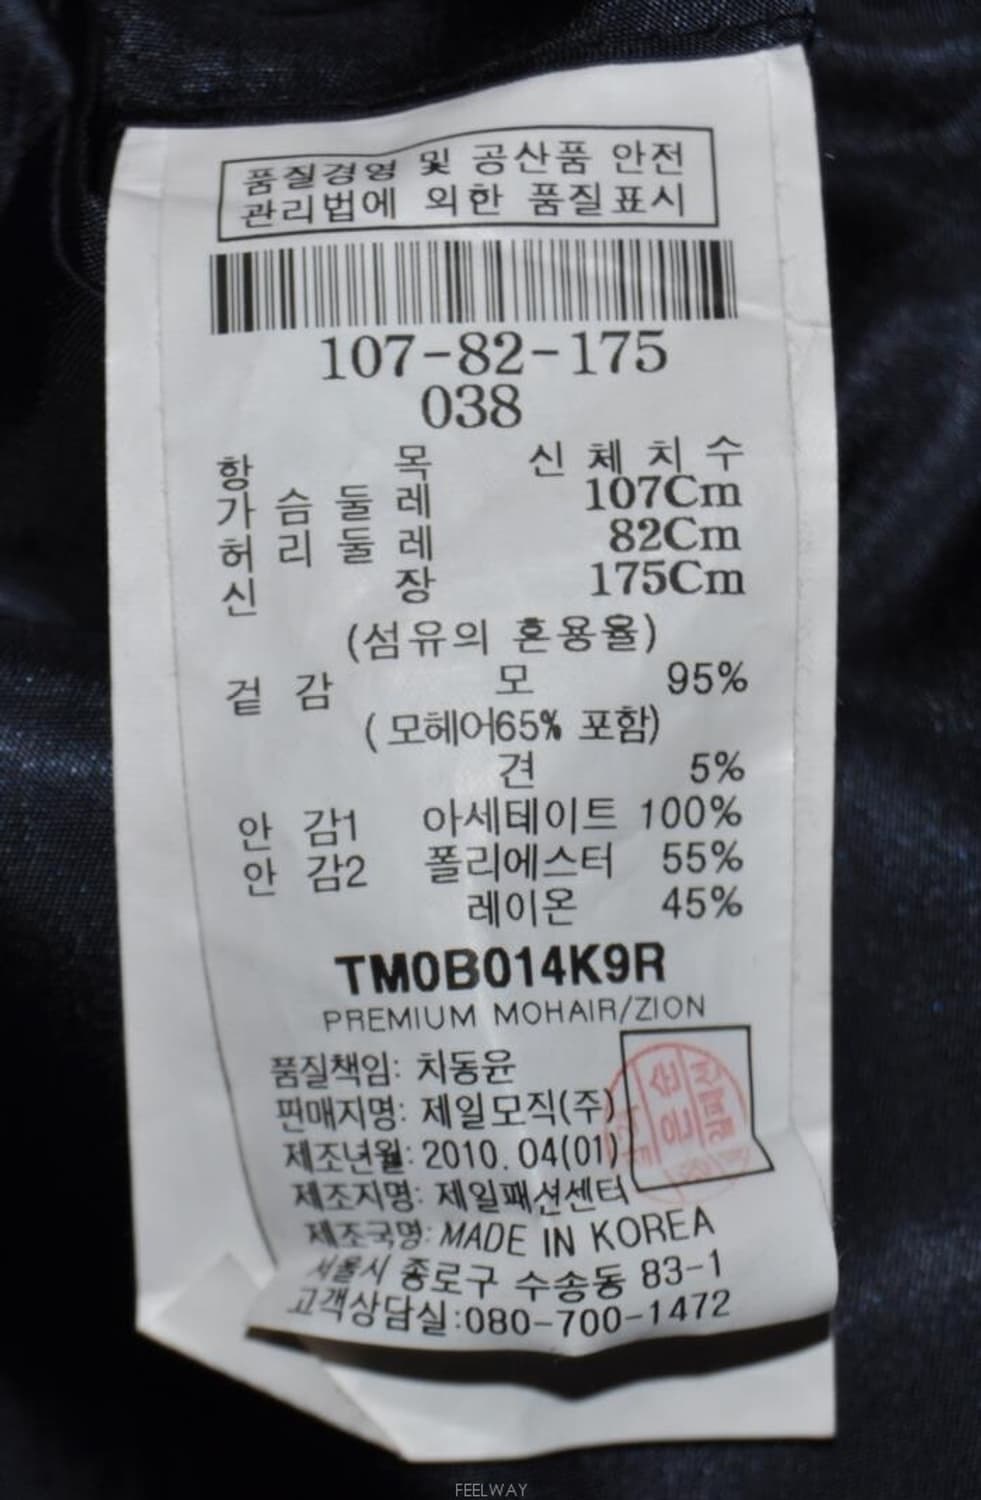 품질경영 및 공산품 안전
관리법에 의한 품질표시
107-82-175
038
항 목 신체치수
가슴둘레 107Cm
허리둘레 82Cm
신 장 175Cm
(섬유의 혼용율)
겉 감 모 95%
( 모헤어65% 포함)
견 5%
안 감1 아세테이트 100%
안 감2 폴리에스터 55%
레이온 45%
TM0B014K9R
PREMIUM MOHAIR/ZION
품질책임: 치동윤
판매자명: 제일모직(주)
제조년월: 2010. 04(01)
제조자명: 제일패션센터
제조국명: MADE IN KOREA
서울시 종로구 수송동 83-1
고객상담실:080-700-1472
FEELWAY